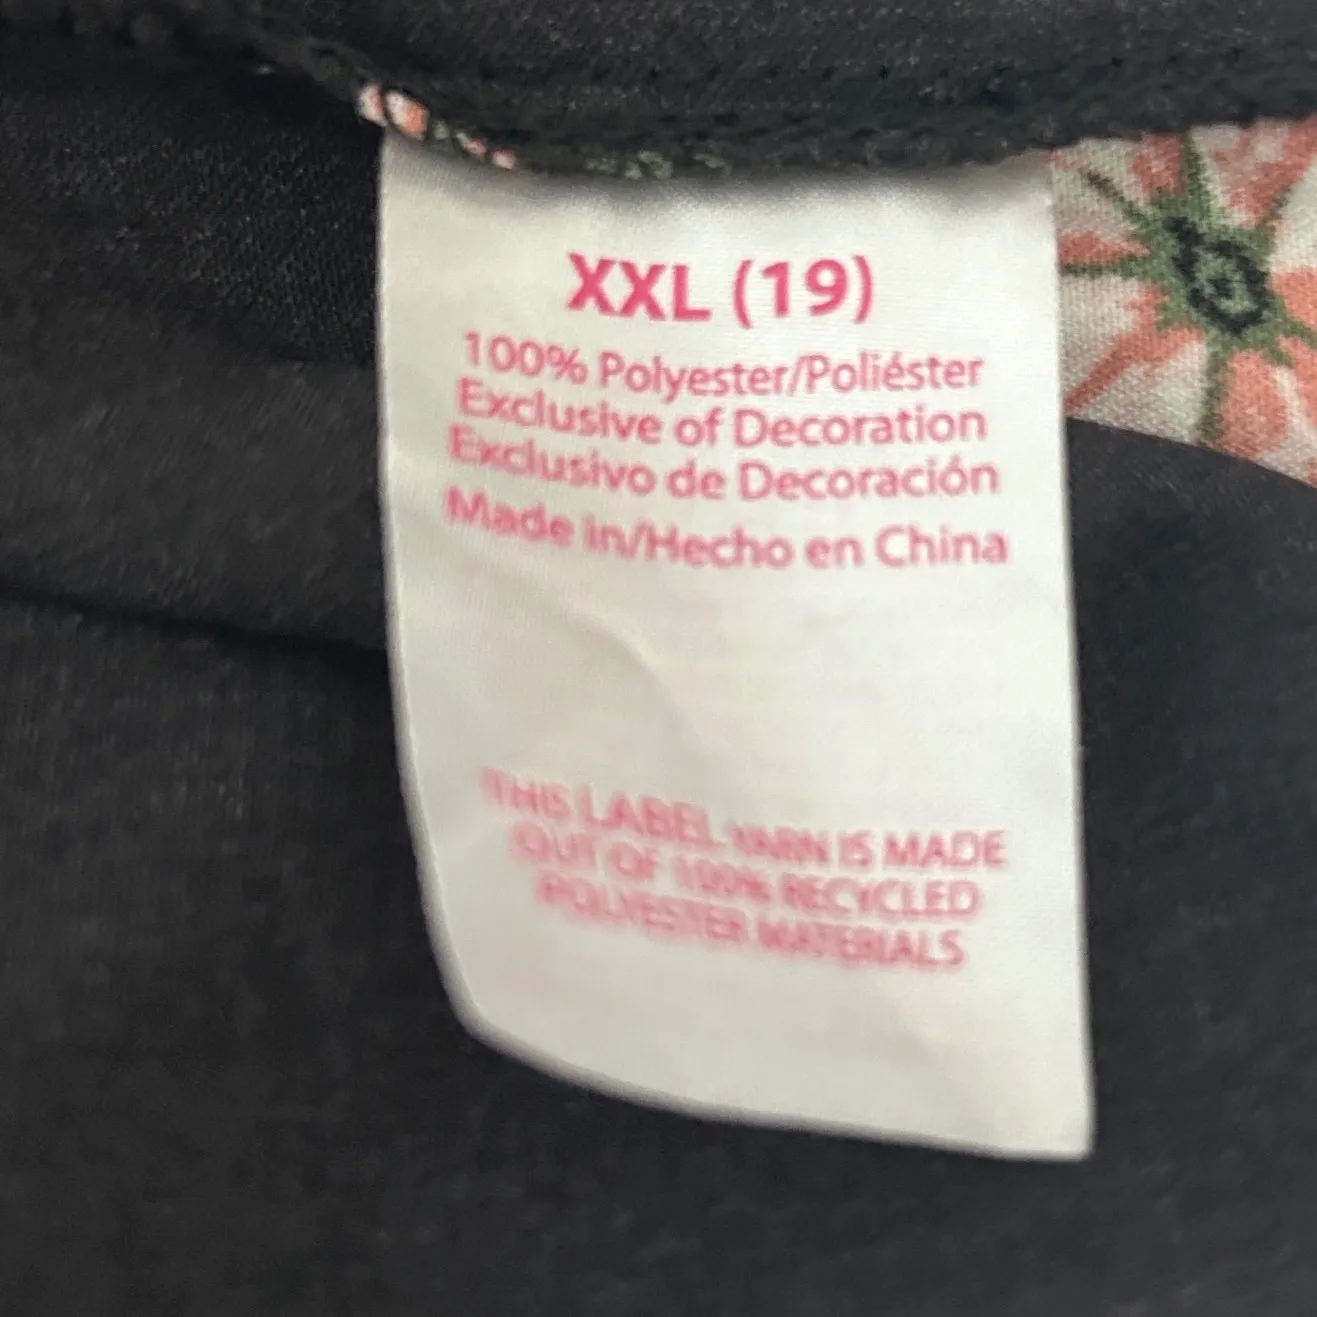 XXL (19)
100% Polyester/Poliéster
Exclusive of Decoration
Exclusivo de Decoración
Made in/Hecho en China
THIS LABEL YARN IS MADE
OUT OF 100% RECYCLED
POLYESTER MATERIALS